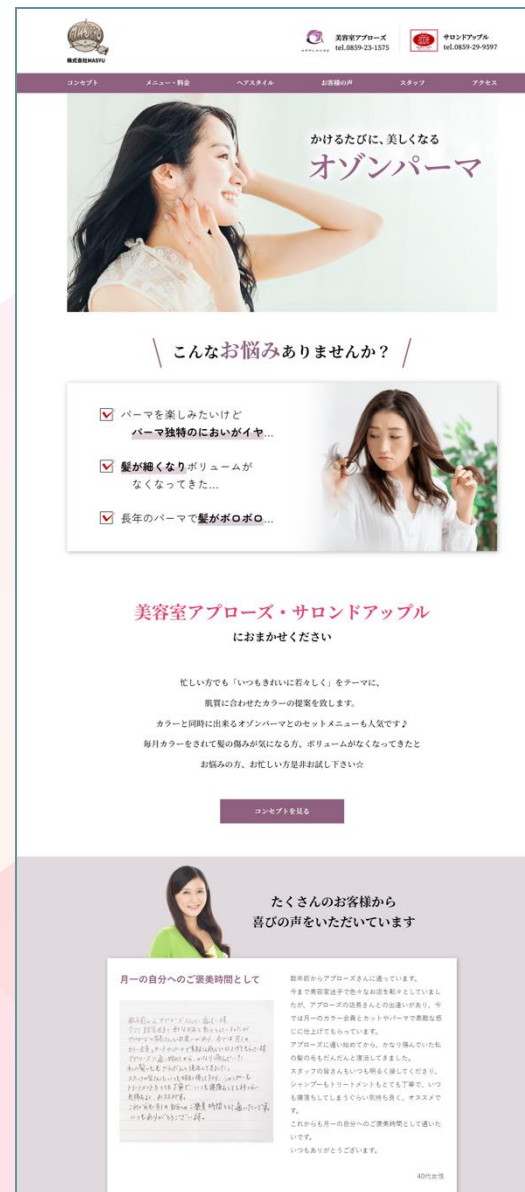 MASYU
株式会社MASYU
APPLAUSE
美容室アプローズ
tel.0859-23-1575
サロンドアップル
tel.0859-29-9597
コンセプト メニュー・料金 ヘアスタイル お客様の声 スタッフ アクセス
かけるたびに、美しくなる
オゾンパーマ
こんなお悩みありませんか？
パーマを楽しみたいけど
パーマ独特のにおいがイヤ…
髪が細くなりボリュームが
なくなってきた…
長年のパーマで髪がボロボロ…
美容室アプローズ・サロンドアップル
におまかせください
忙しい方でも「いつもきれいに若々しく」をテーマに、
肌質に合わせたカラーの提案を致します。
カラーと同時に出来るオゾンパーマとのセットメニューも人気です♪
毎月カラーをされて髪の傷みが気になる方、ボリュームがなくなってきたと
お悩みの方、お忙しい方是非お試し下さい☆
コンセプトを見る
たくさんのお客様から
喜びの声をいただいています
月一の自分へのご褒美時間として
数年前からアプローズさんに通っています。
今まで美容室迷子で色々なお店を転々としていまし
たが、アプローズの店長さんとの出逢いがあり、今
では月一のカラー会員とカットやパーマで素敵な感
じに仕上げてもらっています。
アプローズに通い始めてから、かなり傷んでいた私
の髪の毛もだんだんと復活してきました。
スタッフの皆さんもいつも明るく接してくださり、
シャンプーもトリートメントもとても丁寧で、いつ
も寝落ちしてしまうぐらい気持ち良く、オススメで
す。
これからも月一の自分へのご褒美時間として通いた
いです。
いつもありがとうございます。
40代女性